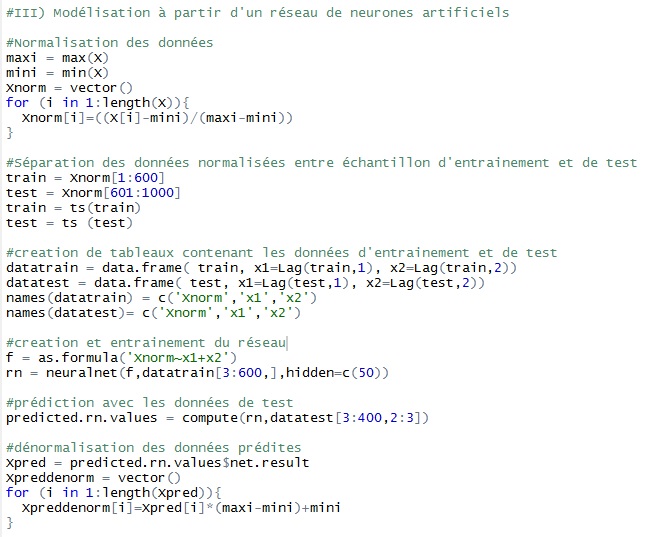 #III) Modélisation à partir d'un réseau de neurones artificiels
#Normalisation des données
maxi = max(X)
mini = min(X)
Xnorm = vector()
for (i in 1:length(X)){
  Xnorm[i]=((X[i]-mini)/(maxi-mini))
}
#Séparation des données normalisées entre échantillon d'entrainement et de test
train = Xnorm[1:600]
test = Xnorm[601:1000]
train = ts(train)
test = ts (test)
#creation de tableaux contenant les données d'entrainement et de test
datatrain = data.frame( train, x1=Lag(train,1), x2=Lag(train,2))
datatest = data.frame( test, x1=Lag(test,1), x2=Lag(test,2))
names(datatrain) = c('Xnorm','x1','x2')
names(datatest)= c('Xnorm','x1','x2')
#creation et entrainement du réseau
f = as.formula('Xnorm~x1+x2')
rn = neuralnet(f,datatrain[3:600,],hidden=c(50))
#prédiction avec les données de test
predicted.rn.values = compute(rn,datatest[3:400,2:3])
#dénormalisation des données prédites
Xpred = predicted.rn.values$net.result
Xpreddenorm = vector()
for (i in 1:length(Xpred)){
  Xpreddenorm[i]=Xpred[i]*(maxi-mini)+mini
}